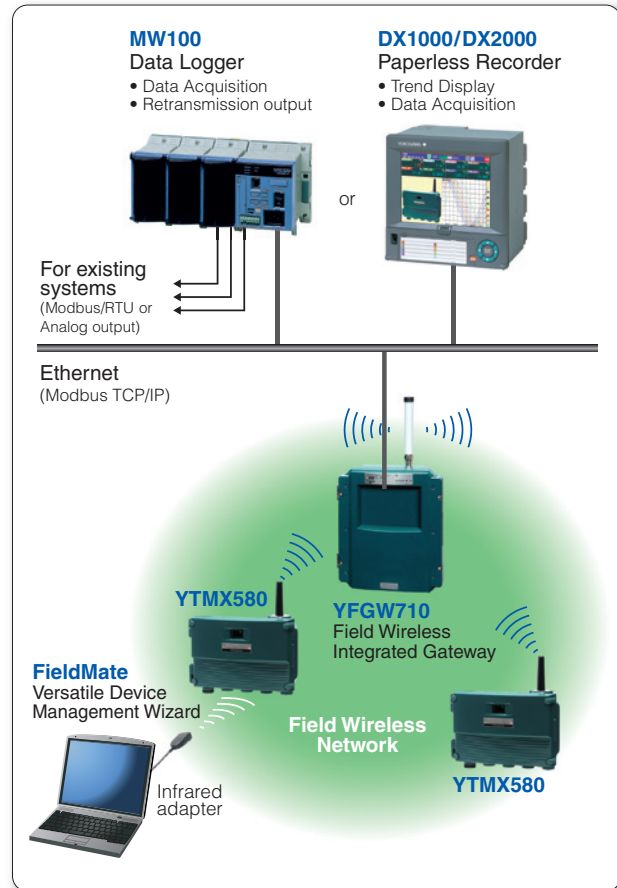 MW100
Data Logger
• Data Acquisition
• Retransmission output
DX1000/DX2000
Paperless Recorder
• Trend Display
• Data Acquisition
YOKOGAWA
or
For existing
systems
(Modbus/RTU or
Analog output)
Ethernet
(Modbus TCP/IP)
YTMX580
YFGW710
Field Wireless
Integrated Gateway
FieldMate
Versatile Device
Management Wizard
Field Wireless
Network
YTMX580
Infrared
adapter